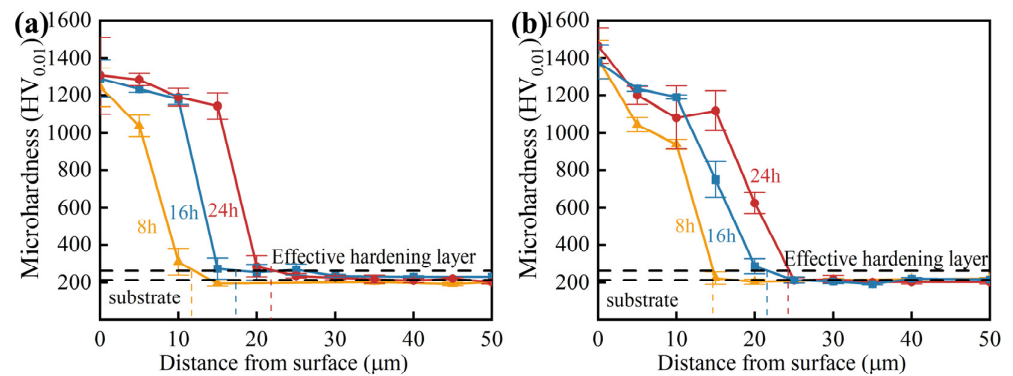 (a)
1600
1400
1200
1000
800
600
400
200
Microhardness (HV0.01)
8h
16h
24h
Effective hardening layer
substrate
0 10 20 30 40 50
Distance from surface (μm)
(b)
1600
1400
1200
1000
800
600
400
200
Microhardness (HV0.01)
24h
8h
16h
Effective hardening layer
substrate
0 10 20 30 40 50
Distance from surface (μm)